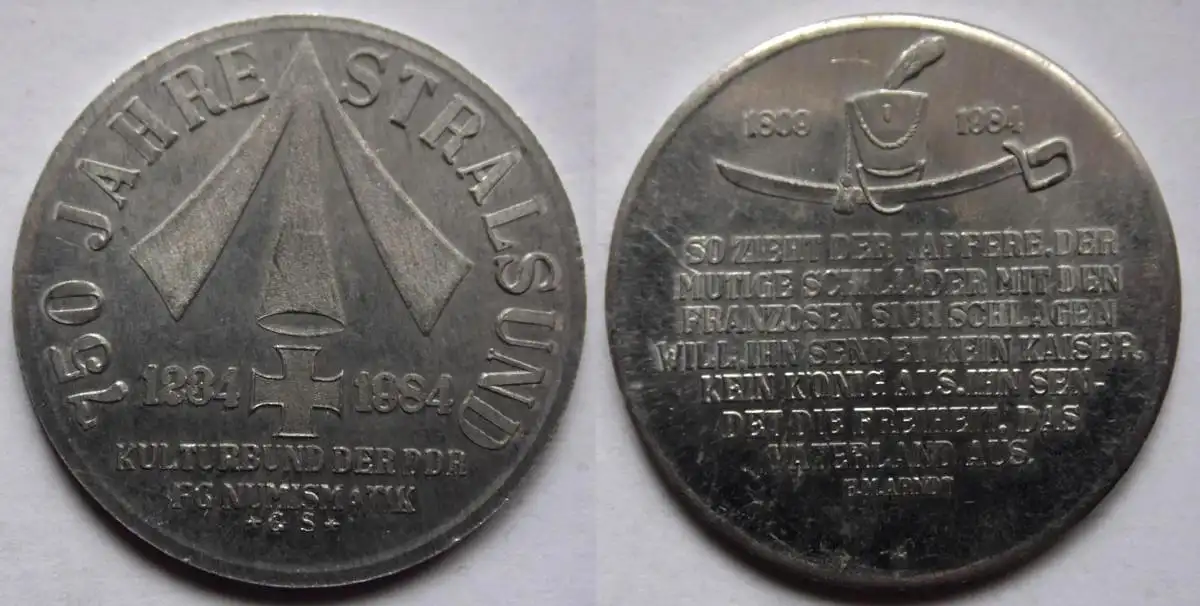 750 JAHRE STRALSUND
1234 1984
KULTURBUND DER DDR
FG NUMISMATIK
* G S *
1809 1984
SO ZIEHT DER TAPFERE, DER
MUTIGE SCHILL, DER MIT DEN
FRANZOSEN SICH SCHLAGEN
WILL. IHN SENDET KEIN KAISER,
KEIN KÖNIG AUS. IHN SEN-
DET DIE FREIHEIT, DAS
VATERLAND AUS.
E.M.ARNDT